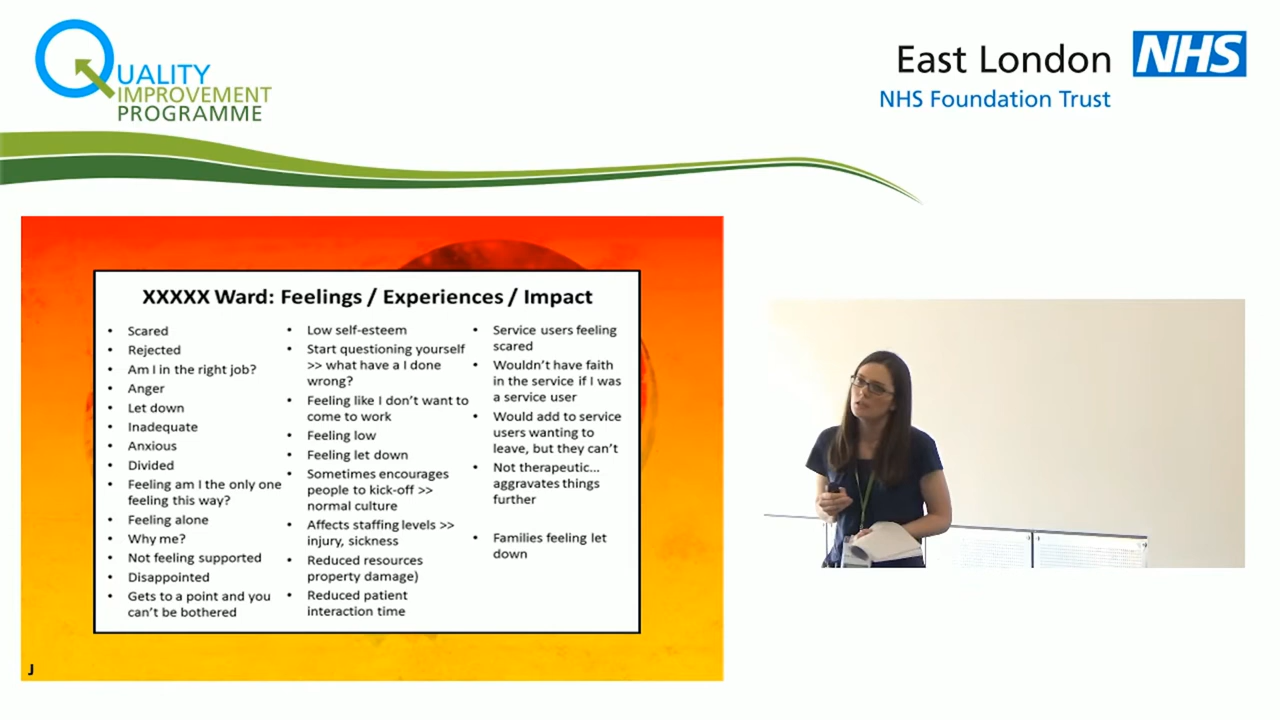 QUALITY
IMPROVEMENT
PROGRAMME
East London NHS
NHS Foundation Trust
XXXXX Ward: Feelings / Experiences / Impact
• Scared
• Rejected
• Am I in the right job?
• Anger
• Let down
• Inadequate
• Anxious
• Divided
• Feeling am I the only one
feeling this way?
• Feeling alone
• Why me?
• Not feeling supported
• Disappointed
• Gets to a point and you
can't be bothered
• Low self-esteem
• Start questioning yourself
>> what have a I done
wrong?
• Feeling like I don't want to
come to work
• Feeling low
• Feeling let down
• Sometimes encourages
people to kick-off >>
normal culture
• Affects staffing levels >>
injury, sickness
• Reduced resources
property damage)
• Reduced patient
interaction time
• Service users feeling
scared
• Wouldn't have faith
in the service if I was
a service user
• Would add to service
users wanting to
leave, but they can't
• Not therapeutic...
aggravates things
further
• Families feeling let
down
J